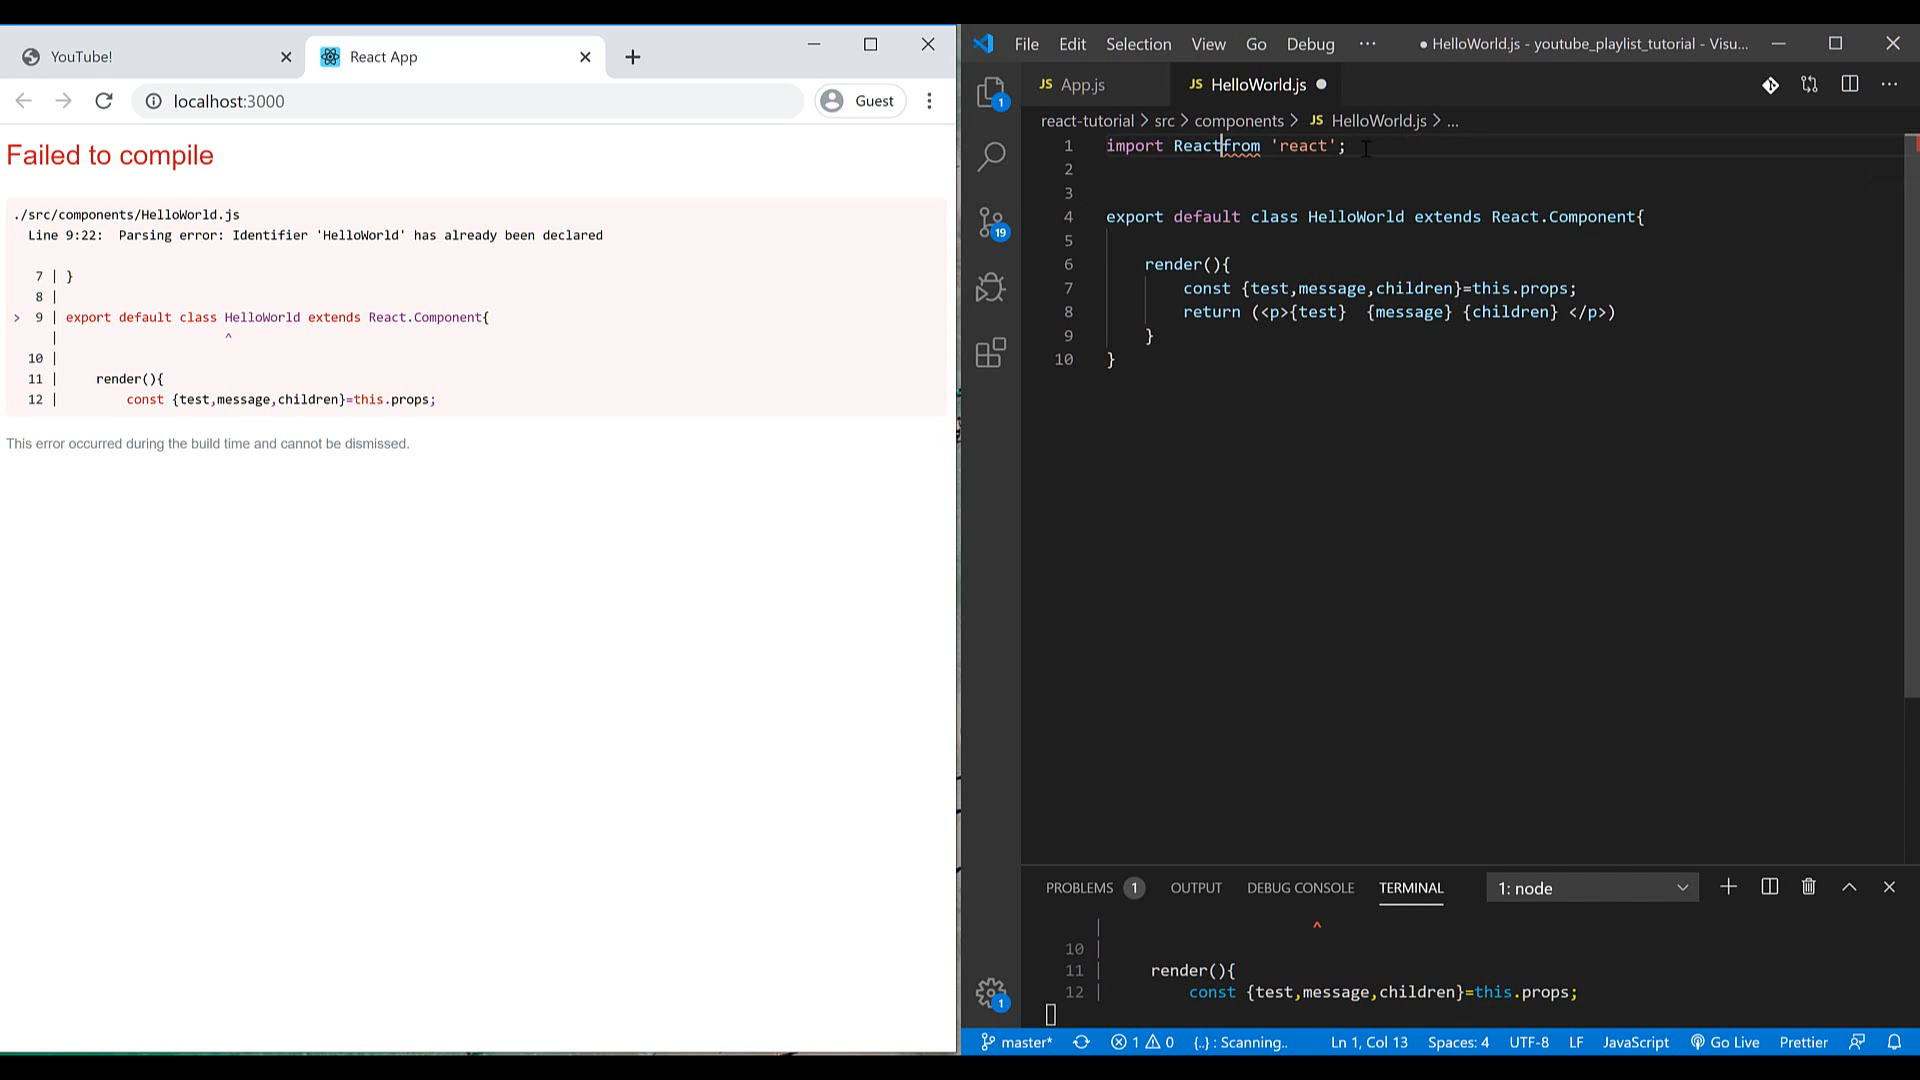 YouTube!
React App
localhost:3000
Guest
Failed to compile
./src/components/HelloWorld.js
Line 9:22:  Parsing error: Identifier 'HelloWorld' has already been declared
7 | }
8 |
> 9 | export default class HelloWorld extends React.Component{
|                      ^
10 |
11 |     render(){
12 |         const {test,message,children}=this.props;
This error occurred during the build time and cannot be dismissed.
File Edit Selection View Go Debug ··· ● HelloWorld.js - youtube_playlist_tutorial - Visu...
JS App.js
JS HelloWorld.js ●
react-tutorial > src > components > JS HelloWorld.js > ...
1
19
1
1 import Reactfrom 'react';
2
3
4 export default class HelloWorld extends React.Component{
5
6     render(){
7         const {test,message,children}=this.props;
8         return (<p>{test}  {message} {children} </p>)
9     }
10 }
PROBLEMS 1 OUTPUT DEBUG CONSOLE TERMINAL 1: node
|                      ^
10 |
11 |     render(){
12 |         const {test,message,children}=this.props;
master* 1 0 {..} : Scanning.. Ln 1, Col 13 Spaces: 4 UTF-8 LF JavaScript Go Live Prettier